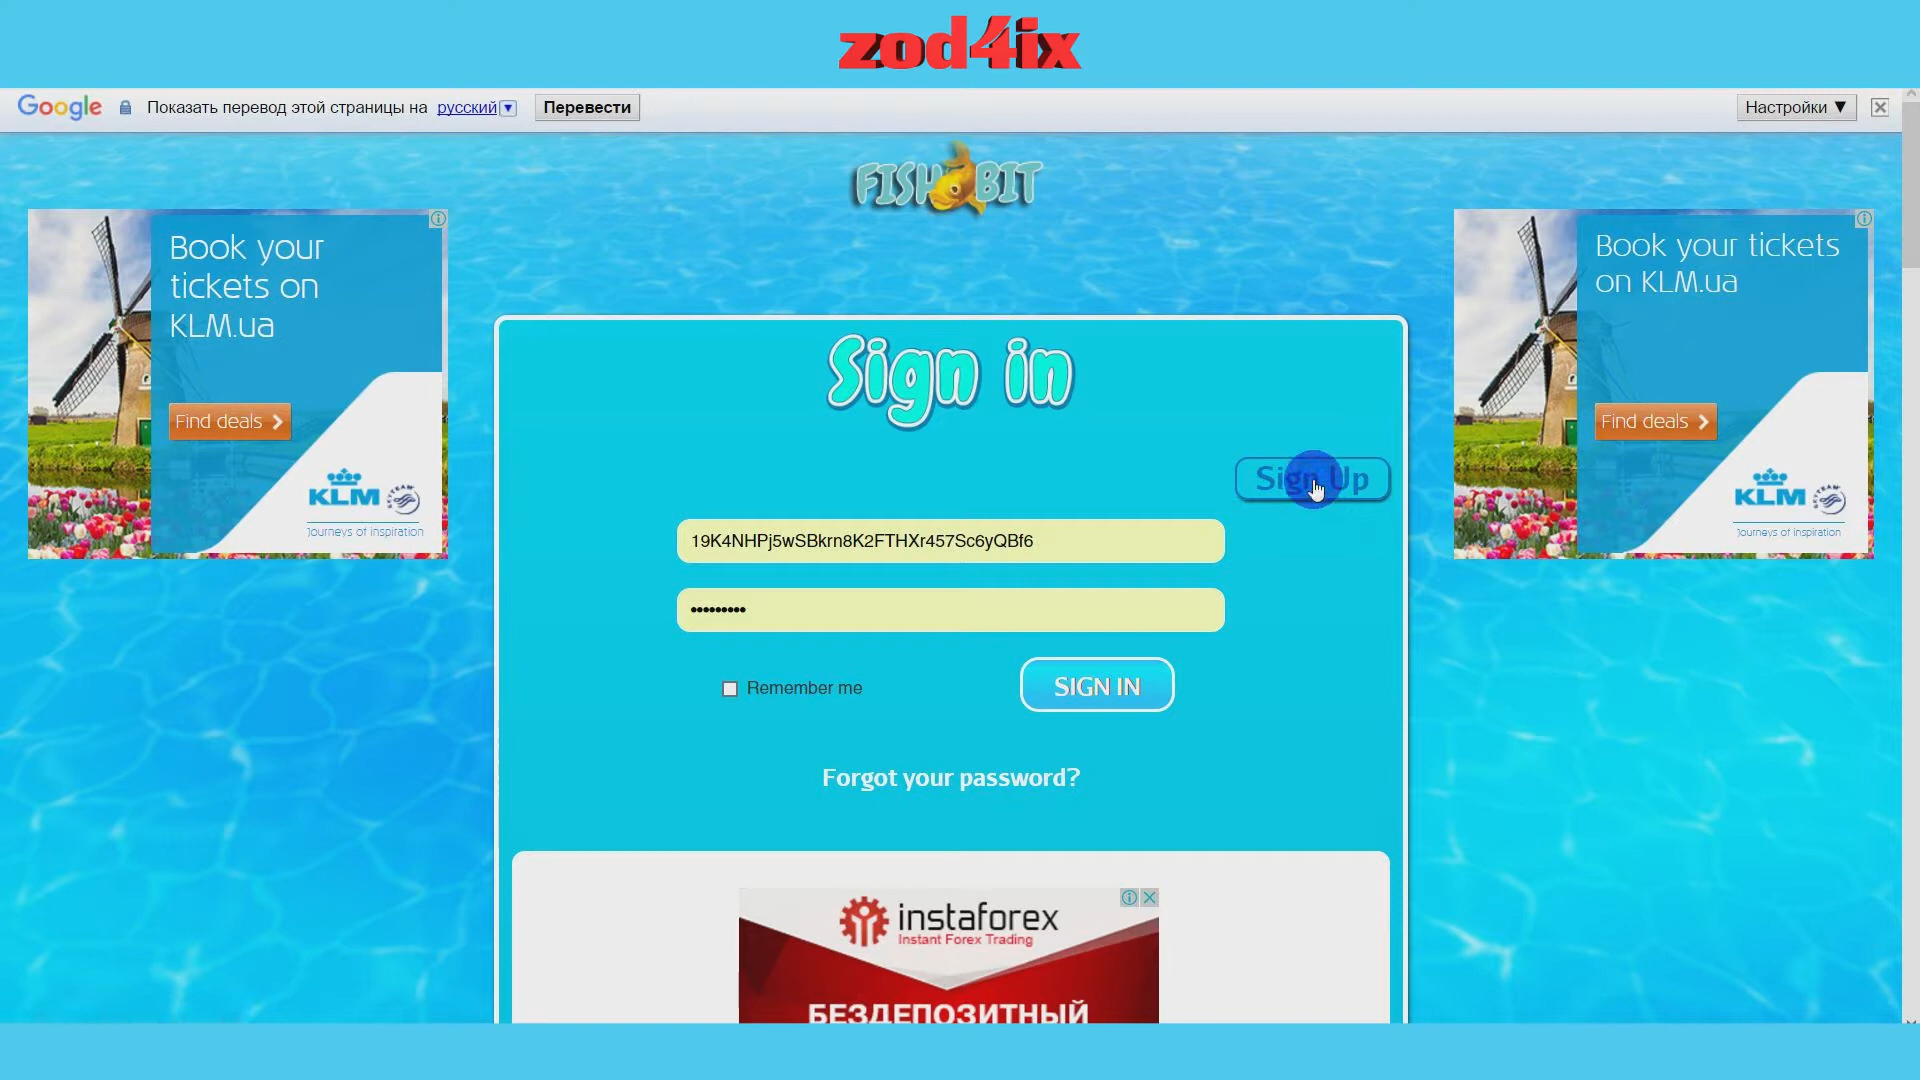 zod4ix
Google Показать перевод этой страницы на русский Перевести Настройки ▼
FISH BIT
Book your
tickets on
KLM.ua
Find deals
KLM
SKYTEAM
Journeys of inspiration
Book your tickets
on KLM.ua
Find deals
KLM
SKYTEAM
Journeys of inspiration
Sign in
Sign Up
19K4NHPj5wSBkrn8K2FTHXr457Sc6yQBf6
•••••••••
Remember me
SIGN IN
Forgot your password?
instaforex
Instant Forex Trading
БЕЗДЕПОЗИТНЫЙ